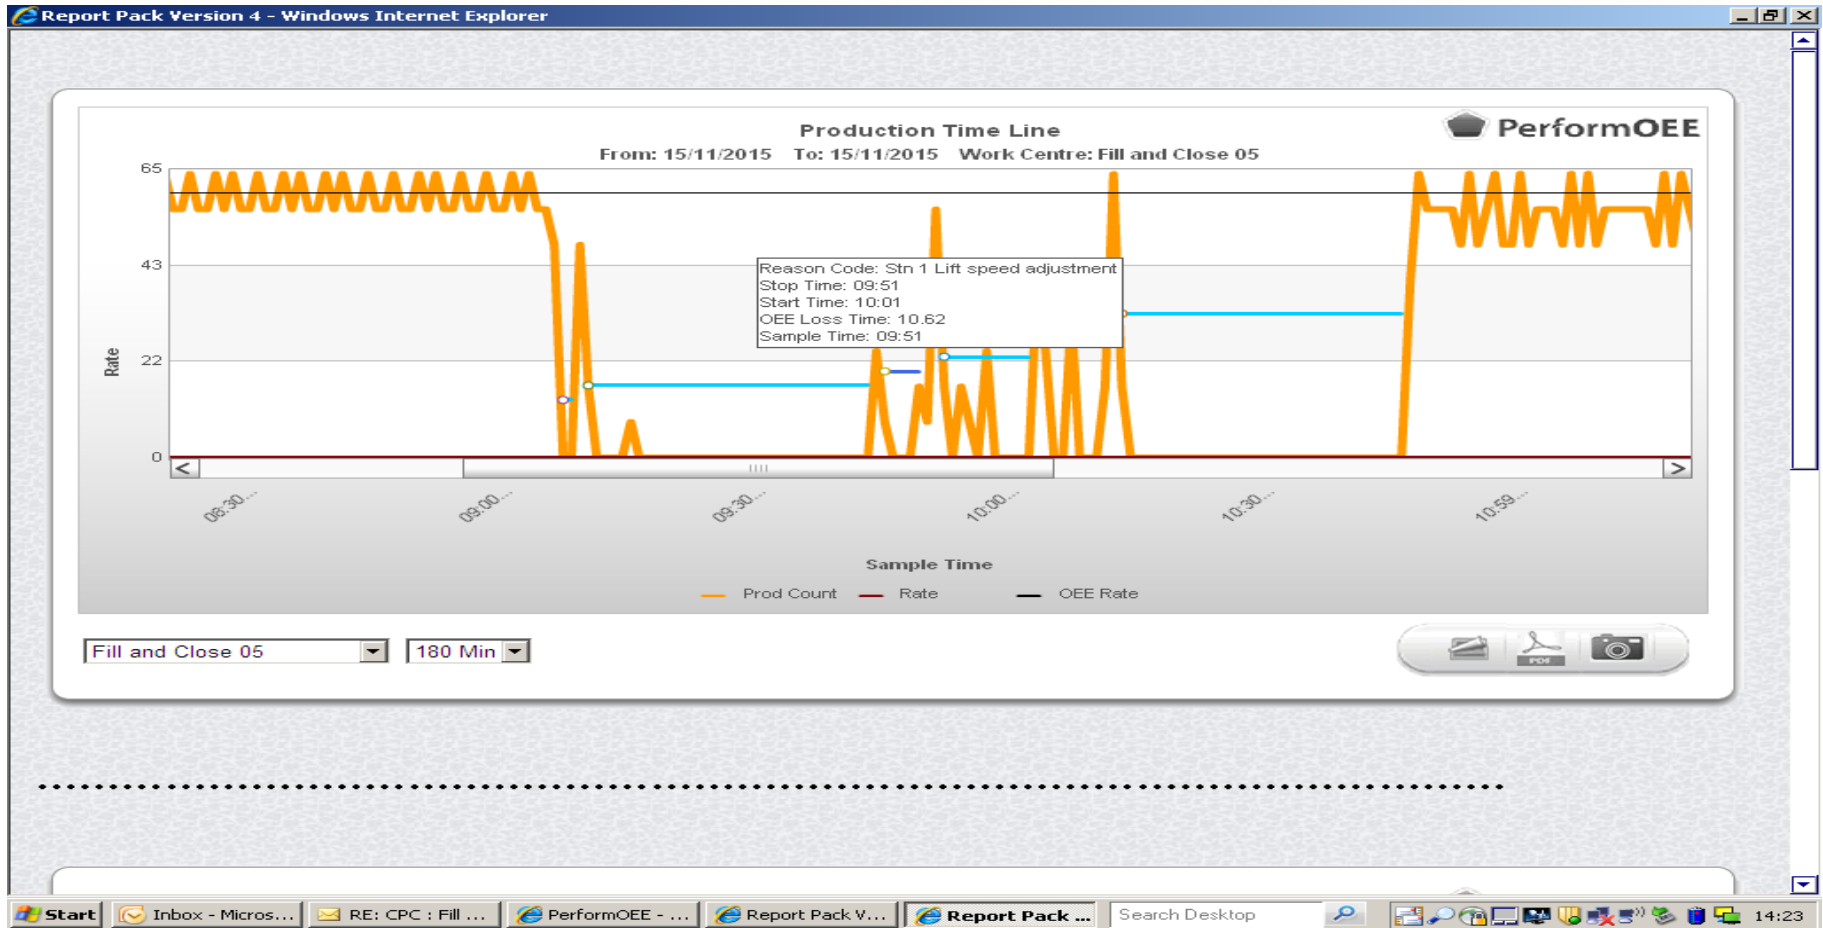 Report Pack Version 4 - Windows Internet Explorer
PerformOEE
Production Time Line
From: 15/11/2015 To: 15/11/2015 Work Centre: Fill and Close 05
65
43
22
0
Rate
Reason Code: Stn 1 Lift speed adjustment
Stop Time: 09:51
Start Time: 10:01
OEE Loss Time: 10.62
Sample Time: 09:51
08:30... 09:00... 09:30... 10:00... 10:30... 10:59...
Sample Time
Prod Count Rate OEE Rate
Fill and Close 05 180 Min
PDF
Start Inbox - Micros... RE: CPC : Fill ... PerformOEE - ... Report Pack V... Report Pack ... Search Desktop 14:23